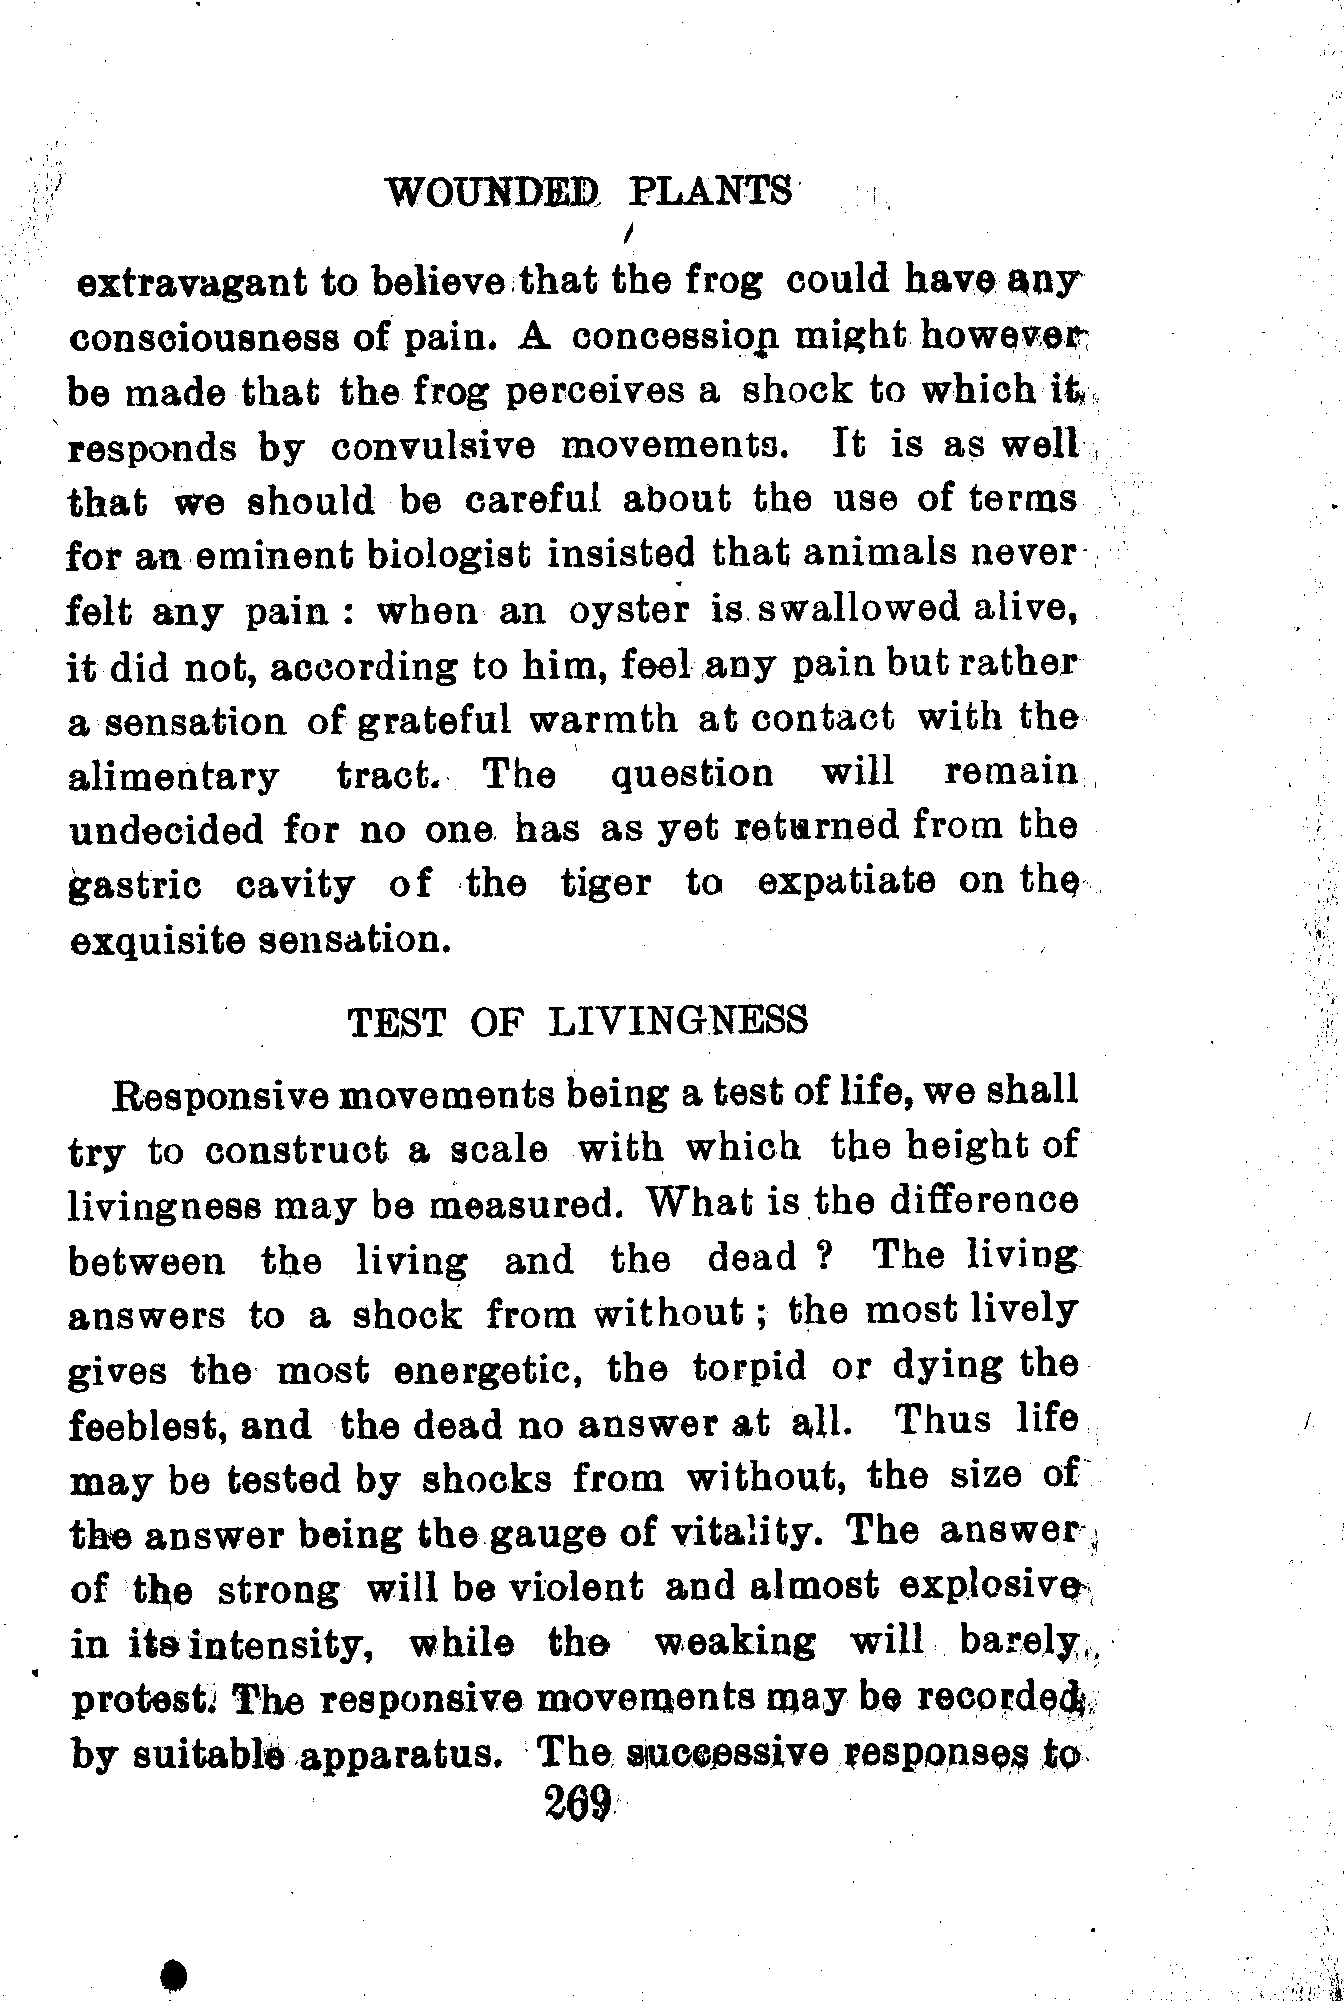 WOUNDED PLANTS
extravagant to believe that the frog could have any
consciousness of pain. A concession might however
be made that the frog perceives a shock to which it
responds by convulsive movements. It is as well
that we should be careful about the use of terms
for an eminent biologist insisted that animals never
felt any pain : when an oyster is swallowed alive,
it did not, according to him, feel any pain but rather
a sensation of grateful warmth at contact with the
alimentary tract. The question will remain
undecided for no one has as yet returned from the
gastric cavity of the tiger to expatiate on the
exquisite sensation.
TEST OF LIVINGNESS
Responsive movements being a test of life, we shall
try to construct a scale with which the height of
livingness may be measured. What is the difference
between the living and the dead ? The living
answers to a shock from without ; the most lively
gives the most energetic, the torpid or dying the
feeblest, and the dead no answer at all. Thus life
may be tested by shocks from without, the size of
the answer being the gauge of vitality. The answer
of the strong will be violent and almost explosive
in its intensity, while the weaking will barely
protest. The responsive movements may be recorded
by suitable apparatus. The successive responses to
269